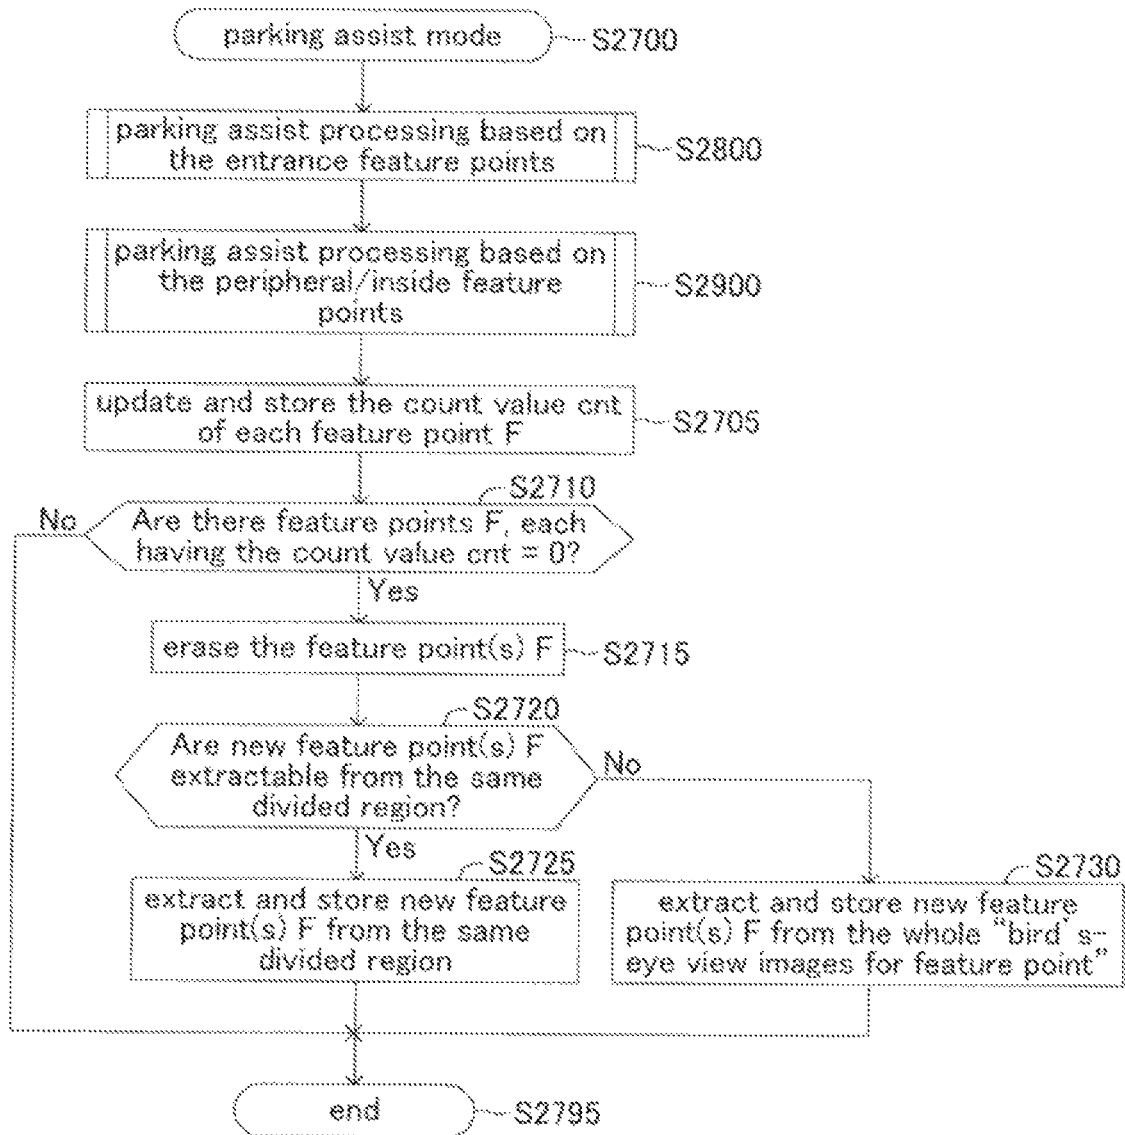 parking assist mode
S2700
parking assist processing based on
the entrance feature points
S2800
parking assist processing based on
the peripheral/inside feature
points
S2900
update and store the count value cnt
of each feature point F
S2705
S2710
No
Are there feature points F, each
having the count value cnt = 0?
Yes
erase the feature point(s) F
S2715
S2720
Are new feature point(s) F
extractable from the same
divided region?
No
Yes
S2725
extract and store new feature
point(s) F from the same
divided region
S2730
extract and store new feature
point(s) F from the whole "bird's-
eye view images for feature point"
end
S2795